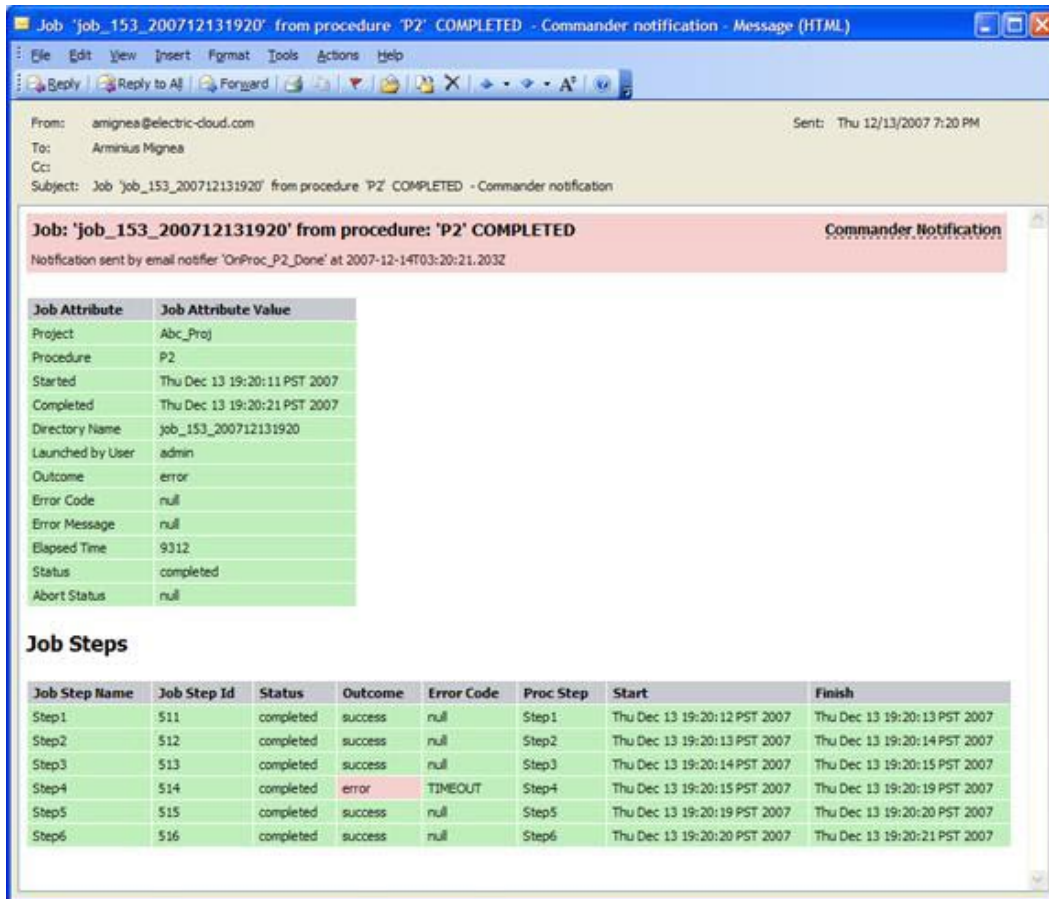 Job 'job_153_200712131920' from procedure 'P2' COMPLETED - Commander notification - Message (HTML)
File Edit View Insert Format Tools Actions Help
Reply Reply to All Forward
From: amignea@electric-cloud.com Sent: Thu 12/13/2007 7:20 PM
To: Arminius Mignea
Cc:
Subject: Job 'job_153_200712131920' from procedure 'P2' COMPLETED - Commander notification
Job: 'job_153_200712131920' from procedure: 'P2' COMPLETED Commander Notification
Notification sent by email notifier 'OnProc_P2_Done' at 2007-12-14T03:20:21.203Z
Job Attribute Job Attribute Value
Project Abc_Proj
Procedure P2
Started Thu Dec 13 19:20:11 PST 2007
Completed Thu Dec 13 19:20:21 PST 2007
Directory Name job_153_200712131920
Launched by User admin
Outcome error
Error Code null
Error Message null
Elapsed Time 9312
Status completed
Abort Status null
Job Steps
Job Step Name Job Step Id Status Outcome Error Code Proc Step Start Finish
Step1 511 completed success null Step1 Thu Dec 13 19:20:12 PST 2007 Thu Dec 13 19:20:13 PST 2007
Step2 512 completed success null Step2 Thu Dec 13 19:20:13 PST 2007 Thu Dec 13 19:20:14 PST 2007
Step3 513 completed success null Step3 Thu Dec 13 19:20:14 PST 2007 Thu Dec 13 19:20:15 PST 2007
Step4 514 completed error TIMEOUT Step4 Thu Dec 13 19:20:15 PST 2007 Thu Dec 13 19:20:19 PST 2007
Step5 515 completed success null Step5 Thu Dec 13 19:20:19 PST 2007 Thu Dec 13 19:20:20 PST 2007
Step6 516 completed success null Step6 Thu Dec 13 19:20:20 PST 2007 Thu Dec 13 19:20:21 PST 2007